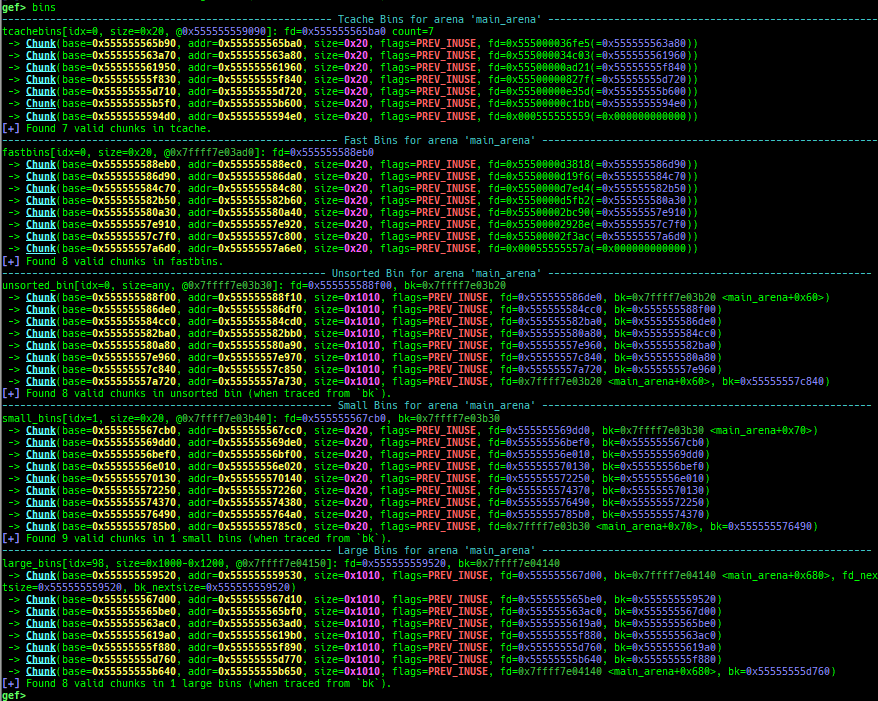 gef> bins
---------------------------------------- Tcache Bins for arena 'main_arena' ----------------------------------------
tcachebins[idx=0, size=0x20, @0x555555559090]: fd=0x555555565ba0 count=7
 -> Chunk(base=0x555555565b90, addr=0x555555565ba0, size=0x20, flags=PREV_INUSE, fd=0x555000036fe5(=0x555555563a80))
 -> Chunk(base=0x555555563a70, addr=0x555555563a80, size=0x20, flags=PREV_INUSE, fd=0x555000034c03(=0x555555561960))
 -> Chunk(base=0x555555561950, addr=0x555555561960, size=0x20, flags=PREV_INUSE, fd=0x55500000ad21(=0x55555555f840))
 -> Chunk(base=0x55555555f830, addr=0x55555555f840, size=0x20, flags=PREV_INUSE, fd=0x55500000827f(=0x55555555d720))
 -> Chunk(base=0x55555555d710, addr=0x55555555d720, size=0x20, flags=PREV_INUSE, fd=0x55500000e35d(=0x55555555b600))
 -> Chunk(base=0x55555555b5f0, addr=0x55555555b600, size=0x20, flags=PREV_INUSE, fd=0x55500000c1bb(=0x5555555594e0))
 -> Chunk(base=0x5555555594d0, addr=0x5555555594e0, size=0x20, flags=PREV_INUSE, fd=0x000555555559(=0x000000000000))
[+] Found 7 valid chunks in tcache.
---------------------------------------- Fast Bins for arena 'main_arena' ----------------------------------------
fastbins[idx=0, size=0x20, @0x7ffff7e03ad0]: fd=0x555555588eb0
 -> Chunk(base=0x555555588eb0, addr=0x555555588ec0, size=0x20, flags=PREV_INUSE, fd=0x5550000d3818(=0x555555586d90))
 -> Chunk(base=0x555555586d90, addr=0x555555586da0, size=0x20, flags=PREV_INUSE, fd=0x5550000d19f6(=0x555555584c70))
 -> Chunk(base=0x555555584c70, addr=0x555555584c80, size=0x20, flags=PREV_INUSE, fd=0x5550000d7ed4(=0x555555582b50))
 -> Chunk(base=0x555555582b50, addr=0x555555582b60, size=0x20, flags=PREV_INUSE, fd=0x5550000d5fb2(=0x555555580a30))
 -> Chunk(base=0x555555580a30, addr=0x555555580a40, size=0x20, flags=PREV_INUSE, fd=0x55500002bc90(=0x55555557e910))
 -> Chunk(base=0x55555557e910, addr=0x55555557e920, size=0x20, flags=PREV_INUSE, fd=0x55500002928e(=0x55555557c7f0))
 -> Chunk(base=0x55555557c7f0, addr=0x55555557c800, size=0x20, flags=PREV_INUSE, fd=0x55500002f3ac(=0x55555557a6d0))
 -> Chunk(base=0x55555557a6d0, addr=0x55555557a6e0, size=0x20, flags=PREV_INUSE, fd=0x00055555557a(=0x000000000000))
[+] Found 8 valid chunks in fastbins.
---------------------------------------- Unsorted Bin for arena 'main_arena' ----------------------------------------
unsorted_bin[idx=0, size=any, @0x7ffff7e03b30]: fd=0x555555588f00, bk=0x7ffff7e03b20
 -> Chunk(base=0x555555588f00, addr=0x555555588f10, size=0x1010, flags=PREV_INUSE, fd=0x555555586de0, bk=0x7ffff7e03b20 <main_arena+0x60>)
 -> Chunk(base=0x555555586de0, addr=0x555555586df0, size=0x1010, flags=PREV_INUSE, fd=0x555555584cc0, bk=0x555555588f00)
 -> Chunk(base=0x555555584cc0, addr=0x555555584cd0, size=0x1010, flags=PREV_INUSE, fd=0x555555582ba0, bk=0x555555586de0)
 -> Chunk(base=0x555555582ba0, addr=0x555555582bb0, size=0x1010, flags=PREV_INUSE, fd=0x555555580a80, bk=0x555555584cc0)
 -> Chunk(base=0x555555580a80, addr=0x555555580a90, size=0x1010, flags=PREV_INUSE, fd=0x55555557e960, bk=0x555555582ba0)
 -> Chunk(base=0x55555557e960, addr=0x55555557e970, size=0x1010, flags=PREV_INUSE, fd=0x55555557c840, bk=0x555555580a80)
 -> Chunk(base=0x55555557c840, addr=0x55555557c850, size=0x1010, flags=PREV_INUSE, fd=0x55555557a720, bk=0x55555557e960)
 -> Chunk(base=0x55555557a720, addr=0x55555557a730, size=0x1010, flags=PREV_INUSE, fd=0x7ffff7e03b20 <main_arena+0x60>, bk=0x55555557c840)
[+] Found 8 valid chunks in unsorted bin (when traced from `bk`).
---------------------------------------- Small Bins for arena 'main_arena' ----------------------------------------
small_bins[idx=1, size=0x20, @0x7ffff7e03b40]: fd=0x555555567cb0, bk=0x7ffff7e03b30
 -> Chunk(base=0x555555567cb0, addr=0x555555567cc0, size=0x20, flags=PREV_INUSE, fd=0x555555569dd0, bk=0x7ffff7e03b30 <main_arena+0x70>)
 -> Chunk(base=0x555555569dd0, addr=0x555555569de0, size=0x20, flags=PREV_INUSE, fd=0x55555556bef0, bk=0x555555567cb0)
 -> Chunk(base=0x55555556bef0, addr=0x55555556bf00, size=0x20, flags=PREV_INUSE, fd=0x55555556e010, bk=0x555555569dd0)
 -> Chunk(base=0x55555556e010, addr=0x55555556e020, size=0x20, flags=PREV_INUSE, fd=0x555555570130, bk=0x55555556bef0)
 -> Chunk(base=0x555555570130, addr=0x555555570140, size=0x20, flags=PREV_INUSE, fd=0x555555572250, bk=0x55555556e010)
 -> Chunk(base=0x555555572250, addr=0x555555572260, size=0x20, flags=PREV_INUSE, fd=0x555555574370, bk=0x555555570130)
 -> Chunk(base=0x555555574370, addr=0x555555574380, size=0x20, flags=PREV_INUSE, fd=0x555555576490, bk=0x555555572250)
 -> Chunk(base=0x555555576490, addr=0x5555555764a0, size=0x20, flags=PREV_INUSE, fd=0x5555555785b0, bk=0x555555574370)
 -> Chunk(base=0x5555555785b0, addr=0x5555555785c0, size=0x20, flags=PREV_INUSE, fd=0x7ffff7e03b30 <main_arena+0x70>, bk=0x555555576490)
[+] Found 9 valid chunks in 1 small bins (when traced from `bk`).
---------------------------------------- Large Bins for arena 'main_arena' ----------------------------------------
large_bins[idx=98, size=0x1000-0x1200, @0x7ffff7e04150]: fd=0x555555559520, bk=0x7ffff7e04140
 -> Chunk(base=0x555555559520, addr=0x555555559530, size=0x1010, flags=PREV_INUSE, fd=0x555555567d00, bk=0x7ffff7e04140 <main_arena+0x680>, fd_nex
tsize=0x555555559520, bk_nextsize=0x555555559520)
 -> Chunk(base=0x555555567d00, addr=0x555555567d10, size=0x1010, flags=PREV_INUSE, fd=0x555555565be0, bk=0x555555559520)
 -> Chunk(base=0x555555565be0, addr=0x555555565bf0, size=0x1010, flags=PREV_INUSE, fd=0x555555563ac0, bk=0x555555567d00)
 -> Chunk(base=0x555555563ac0, addr=0x555555563ad0, size=0x1010, flags=PREV_INUSE, fd=0x5555555619a0, bk=0x555555565be0)
 -> Chunk(base=0x5555555619a0, addr=0x5555555619b0, size=0x1010, flags=PREV_INUSE, fd=0x55555555f880, bk=0x555555563ac0)
 -> Chunk(base=0x55555555f880, addr=0x55555555f890, size=0x1010, flags=PREV_INUSE, fd=0x55555555d760, bk=0x5555555619a0)
 -> Chunk(base=0x55555555d760, addr=0x55555555d770, size=0x1010, flags=PREV_INUSE, fd=0x55555555b640, bk=0x55555555f880)
 -> Chunk(base=0x55555555b640, addr=0x55555555b650, size=0x1010, flags=PREV_INUSE, fd=0x7ffff7e04140 <main_arena+0x680>, bk=0x55555555d760)
[+] Found 8 valid chunks in 1 large bins (when traced from `bk`).
gef>